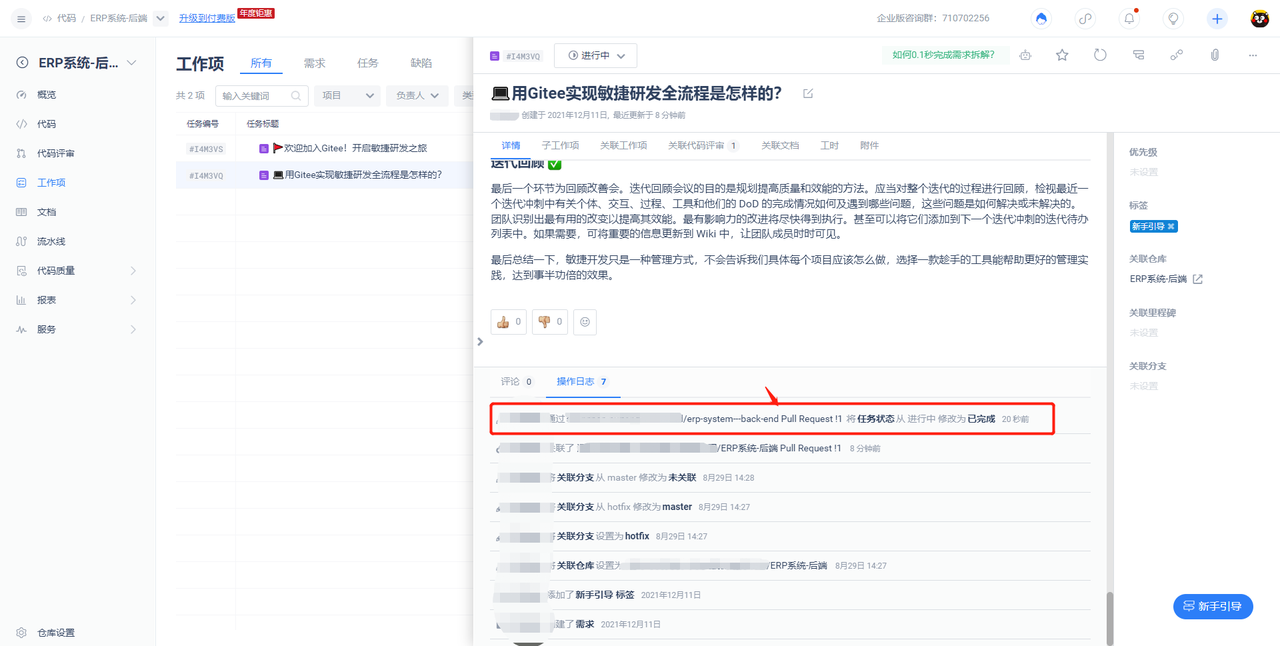 代码 / ERP系统-后端
升级到付费版
年度钜惠
企业版咨询群：710702256
ERP系统-后...
概览
代码
代码评审
工作项
文档
流水线
代码质量
报表
服务
仓库设置
工作项
所有
需求
任务
缺陷
共 2 项
输入关键词
项目
负责人
任务编号
任务标题
#I4M3VS
欢迎加入Gitee！开启敏捷研发之旅
#I4M3VQ
用Gitee实现敏捷研发全流程是怎样的？
#I4M3VQ
进行中
如何0.1秒完成需求拆解？
用Gitee实现敏捷研发全流程是怎样的？
创建于 2021年12月11日, 最近更新于 8 分钟前
详情
子工作项
关联工作项
关联代码评审 1
关联文档
工时
附件
迭代回顾 ✅
最后一个环节为回顾改善会。迭代回顾会议的目的是规划提高质量和效能的方法。应当对整个迭代的过程进行回顾，检视最近一
个迭代冲刺中有关个体、交互、过程、工具和他们的 DoD 的完成情况如何及遇到哪些问题，这些问题是如何解决或未解决的。
团队识别出最有用的改变以提高其效能。最有影响力的改进将尽快得到执行。甚至可以将它们添加到下一个迭代冲刺的迭代待办
列表中。如果需要，可将重要的信息更新到 Wiki 中，让团队成员时时可见。
最后总结一下，敏捷开发只是一种管理方式，不会告诉我们具体每个项目应该怎么做，选择一款趁手的工具能帮助更好的管理实
践，达到事半功倍的效果。
0
0
评论 0
操作日志 7
通过 /erp-system---back-end Pull Request !1 将 任务状态 从 进行中 修改为 已完成 20 秒前
联了 /ERP系统-后端 Pull Request !1 8 分钟前
关联分支 从 master 修改为 未关联 8月29日 14:28
关联分支 从 hotfix 修改为 master 8月29日 14:27
关联分支 设置为 hotfix 8月29日 14:27
关联仓库 设置为 /ERP系统-后端 8月29日 14:27
添加了 新手引导 标签 2021年12月11日
建了 需求 2021年12月11日
优先级
未设置
标签
新手引导
关联仓库
ERP系统-后端
关联里程碑
未设置
关联分支
未设置
新手引导